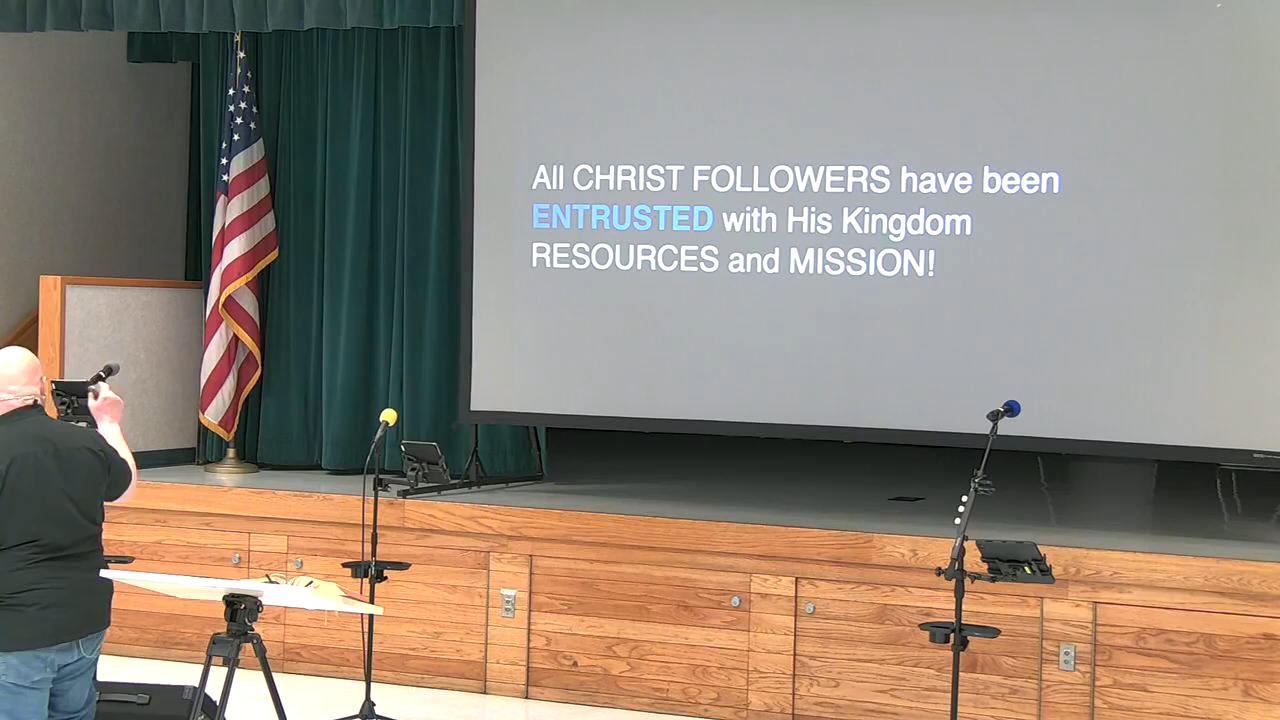 All CHRIST FOLLOWERS have been
ENTRUSTED with His Kingdom
RESOURCES and MISSION!